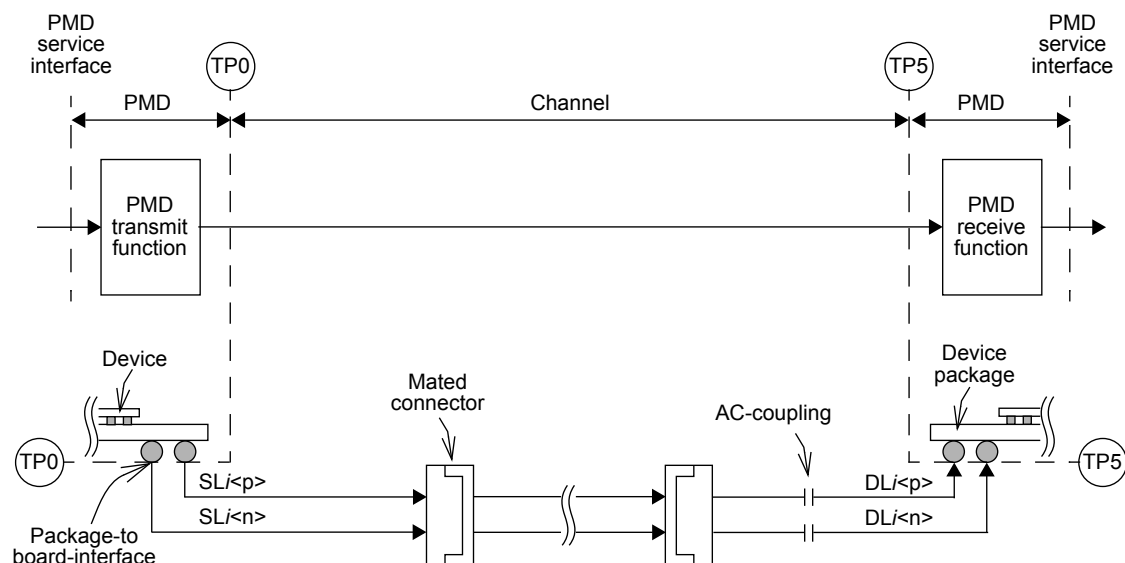 PMD
service
interface
TP0
TP5
PMD
service
interface
PMD
Channel
PMD
PMD
transmit
function
PMD
receive
function
Device
Mated
connector
AC-coupling
Device
package
TP0
SLi<p>
SLi<n>
DLi<p>
DLi<n>
TP5
Package-to
board-interface